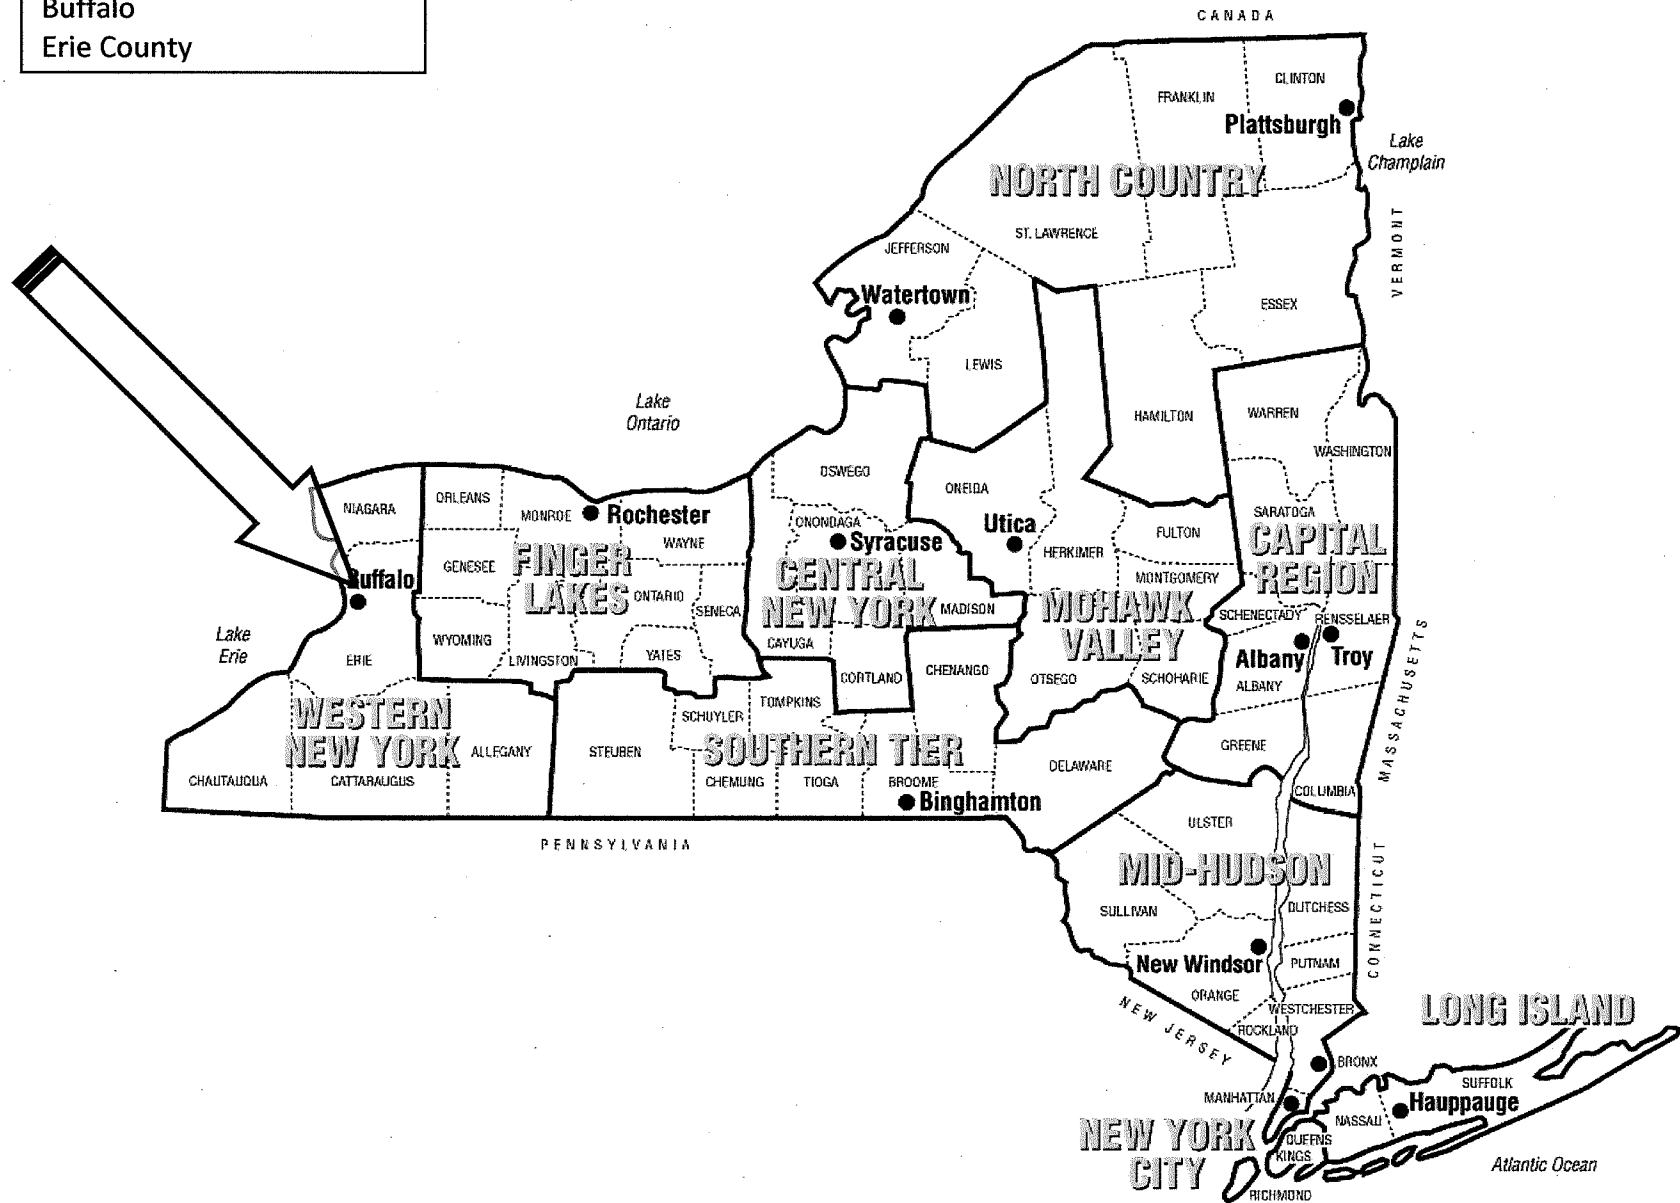 Buffalo
Erie County
CANADA
CLINTON
FRANKLIN
Plattsburgh
Lake
Champlain
NORTH COUNTRY
VERMONT
ST. LAWRENCE
JEFFERSON
Watertown
ESSEX
LEWIS
HAMILTON
WARREN
WASHINGTON
Lake
Ontario
OSWEGO
ONEIDA
NIAGARA
ORLEANS
MONROE
Rochester
WAYNE
ONONDAGA
Syracuse
Utica
HERKIMER
FULTON
SARATOGA
CAPITAL
REGION
GENESEE
FINGER
LAKES
ONTARIO
SENECA
CENTRAL
NEW YORK
MADISON
MOHAWK
VALLEY
MONTGOMERY
SCHENECTADY
RENSSELAER
Buffalo
Lake
Erie
ERIE
WYOMING
LIVINGSTON
YATES
CAYUGA
CORTLAND
CHENANGO
OTSEGO
SCHOHARIE
Albany
Troy
ALBANY
MASSACHUSETTS
WESTERN
NEW YORK
ALLEGANY
STEUBEN
SCHUYLER
TOMPKINS
SOUTHERN TIER
CHAUTAUQUA
CATTARAUGUS
CHEMUNG
TIOGA
BROOME
Binghamton
DELAWARE
GREENE
COLUMBIA
PENNSYLVANIA
ULSTER
MID-HUDSON
SULLIVAN
DUTCHESS
CONNECTICUT
New Windsor
PUTNAM
ORANGE
WESTCHESTER
ROCKLAND
NEW JERSEY
LONG ISLAND
BRONX
SUFFOLK
Hauppauge
MANHATTAN
NASSAU
NEW YORK
CITY
QUEENS
KINGS
RICHMOND
Atlantic Ocean